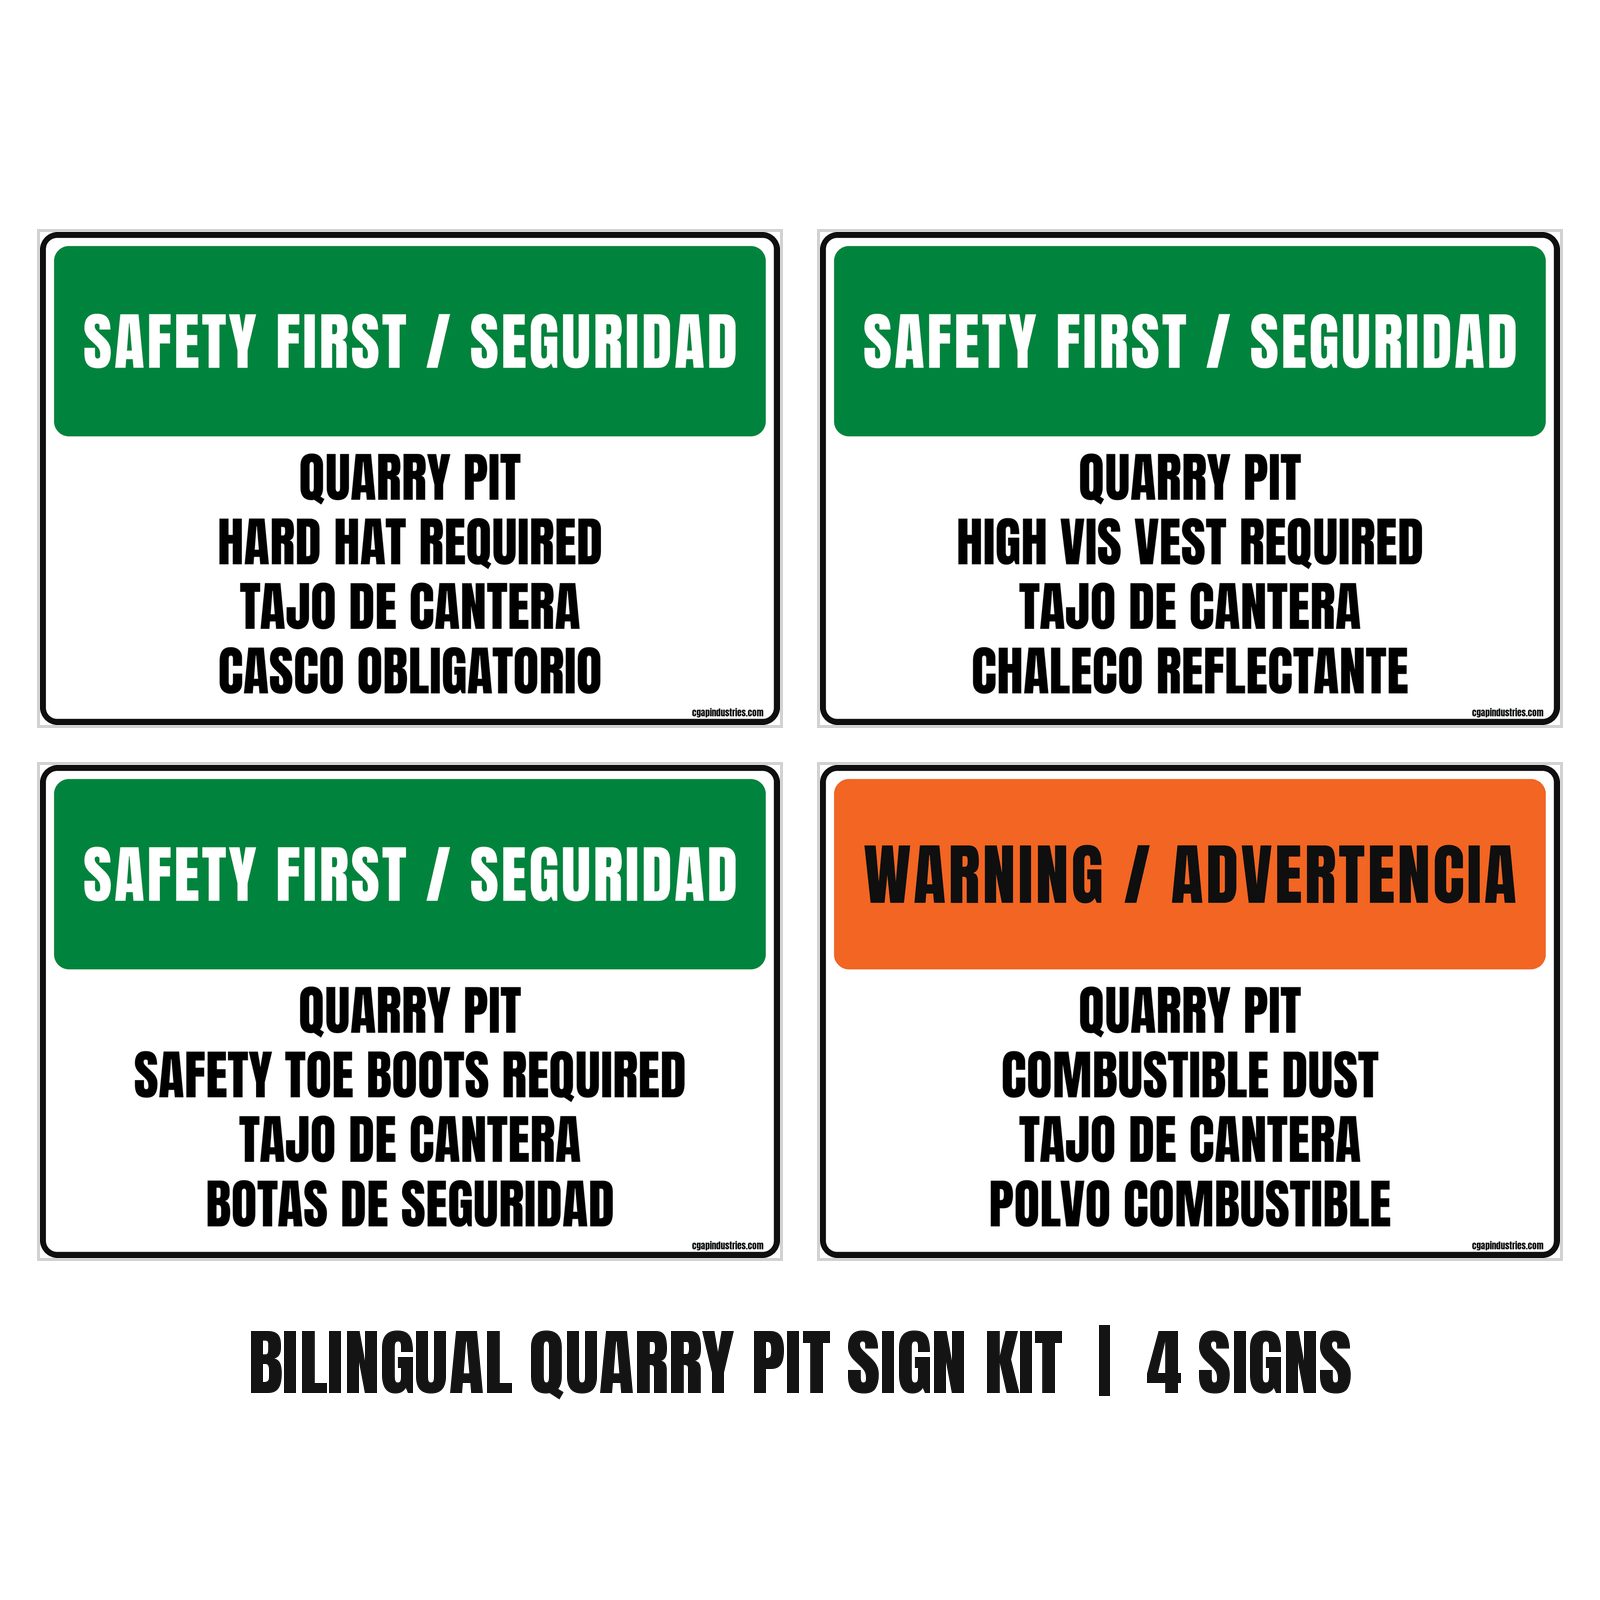 SAFETY FIRST / SEGURIDAD
QUARRY PIT
HARD HAT REQUIRED
TAJO DE CANTERA
CASCO OBLIGATORIO
cgapindustries.com
SAFETY FIRST / SEGURIDAD
QUARRY PIT
HIGH VIS VEST REQUIRED
TAJO DE CANTERA
CHALECO REFLECTANTE
cgapindustries.com
SAFETY FIRST / SEGURIDAD
QUARRY PIT
SAFETY TOE BOOTS REQUIRED
TAJO DE CANTERA
BOTAS DE SEGURIDAD
cgapindustries.com
WARNING / ADVERTENCIA
QUARRY PIT
COMBUSTIBLE DUST
TAJO DE CANTERA
POLVO COMBUSTIBLE
cgapindustries.com
BILINGUAL QUARRY PIT SIGN KIT | 4 SIGNS